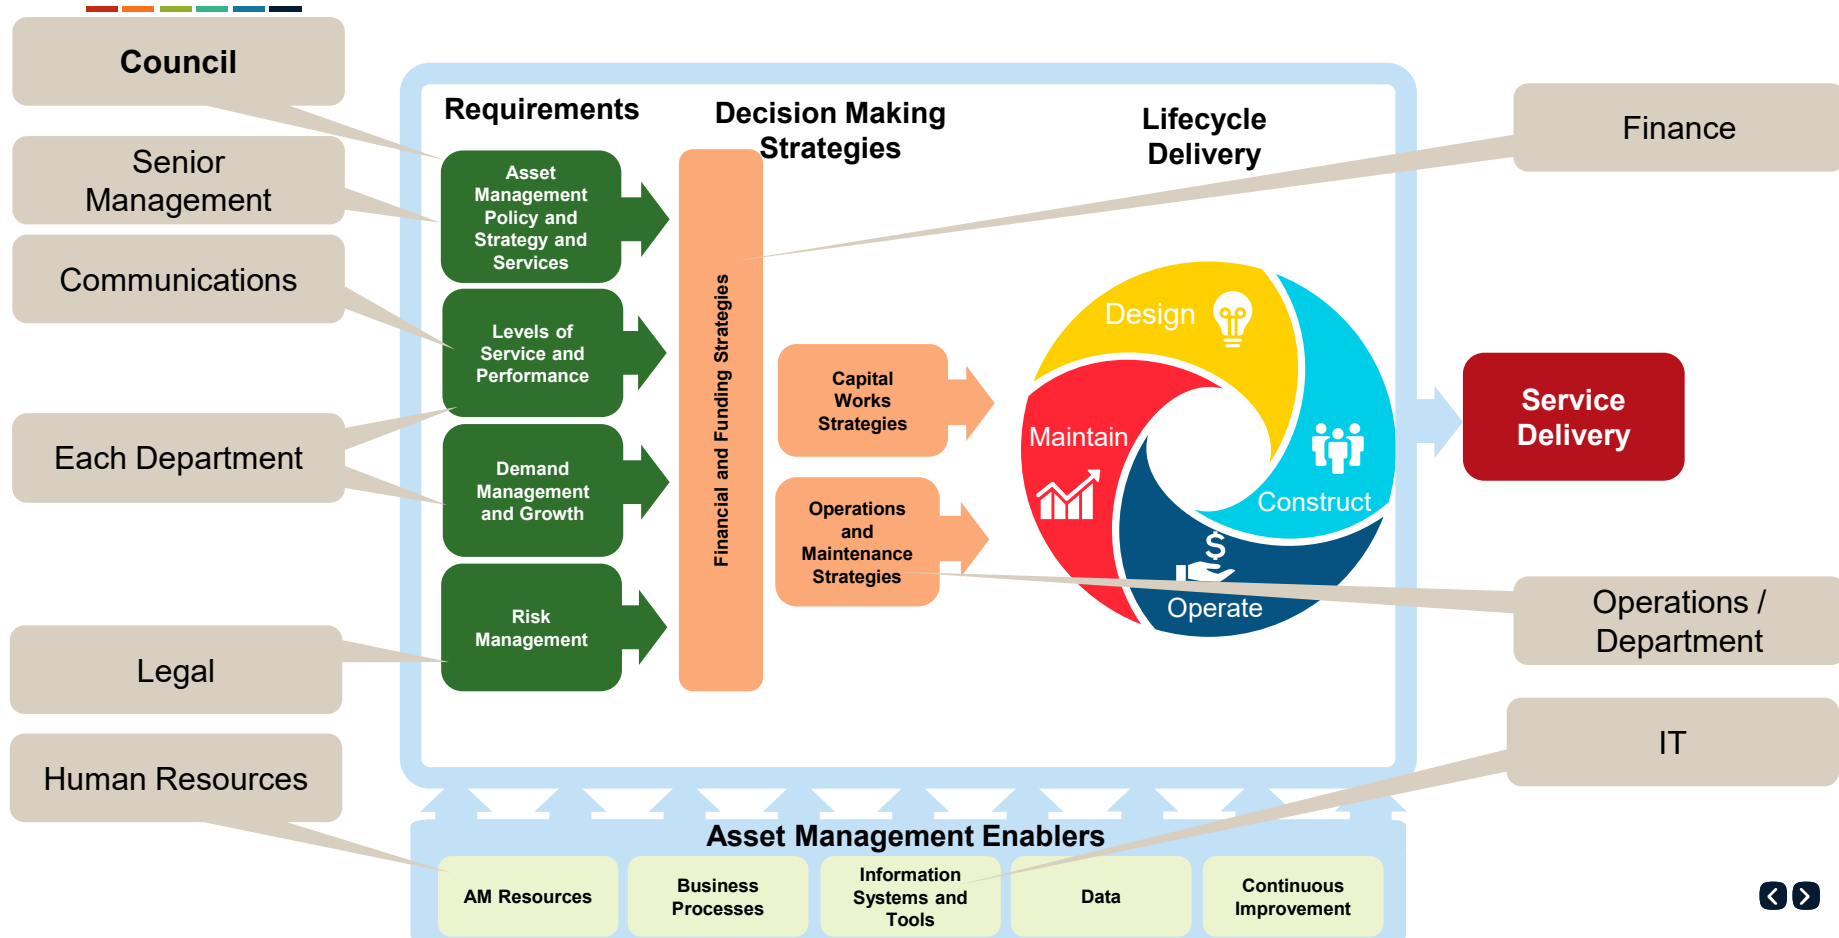 Council
Senior
Management
Communications
Each Department
Legal
Human Resources
Requirements
Asset
Management
Policy and
Strategy and
Services
Levels of
Service and
Performance
Demand
Management
and Growth
Risk
Management
Decision Making
Strategies
Financial and Funding Strategies
Capital
Works
Strategies
Operations
and
Maintenance
Strategies
Lifecycle
Delivery
Design
Construct
Operate
Maintain
Service
Delivery
Finance
Operations /
Department
IT
Asset Management Enablers
AM Resources
Business
Processes
Information
Systems and
Tools
Data
Continuous
Improvement